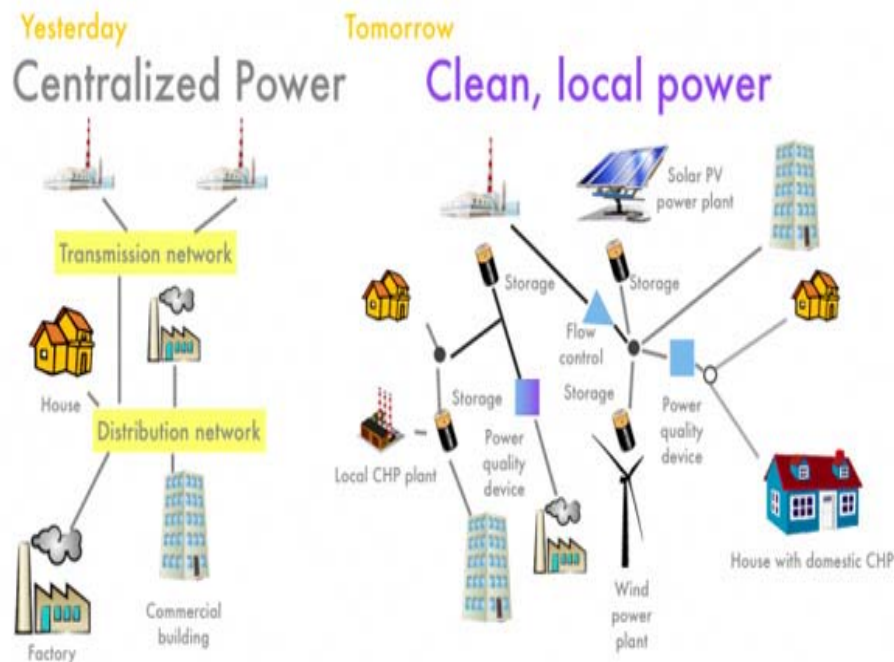 Yesterday
Centralized Power
Transmission network
House
Distribution network
Factory
Commercial
building
Tomorrow
Clean, local power
Solar PV
power plant
Storage
Storage
Flow
control
Storage
Storage
Power
quality
device
Power
quality
device
Local CHP plant
Wind
power
plant
House with domestic CHP